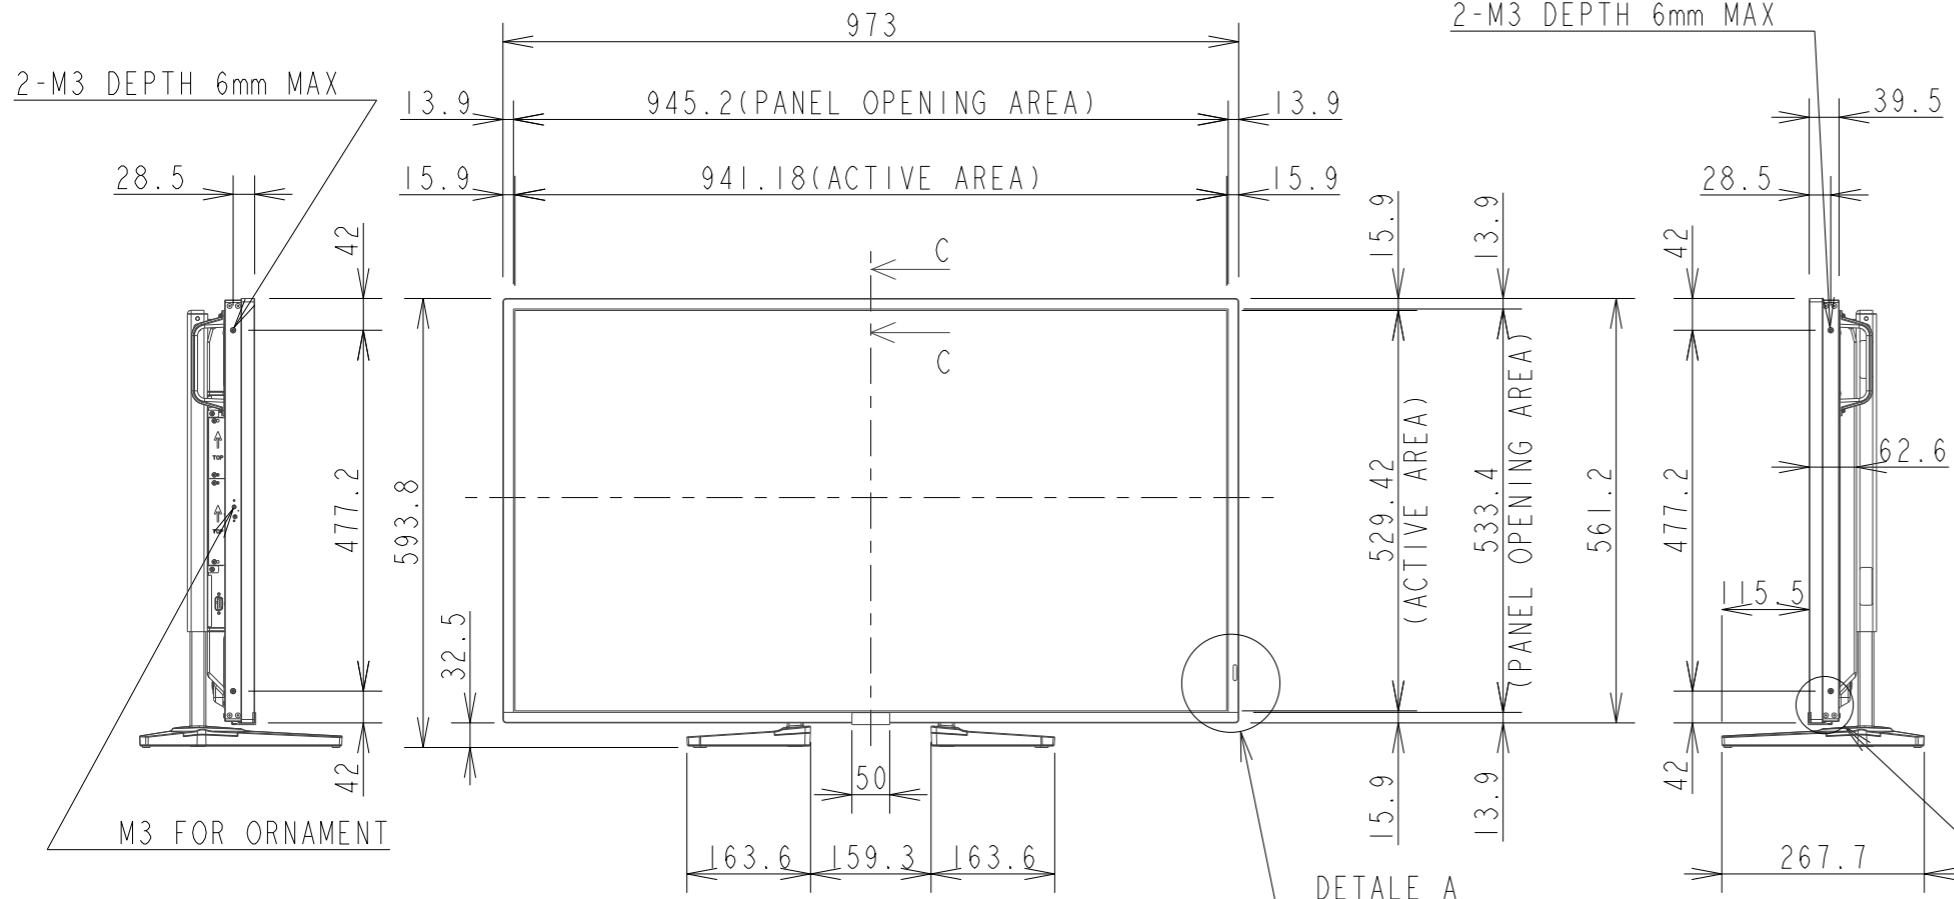 973
2-M3 DEPTH 6mm MAX
2-M3 DEPTH 6mm MAX
13.9
945.2(PANEL OPENING AREA)
13.9
39.5
28.5
15.9
941.18(ACTIVE AREA)
15.9
28.5
42
C
15.9
13.9
42
C
477.2
593.8
529.42
(ACTIVE AREA)
533.4
(PANEL OPENING AREA)
561.2
477.2
62.6
TOP
TOP
115.5
32.5
42
50
15.9
13.9
42
M3 FOR ORNAMENT
163.6
159.3
163.6
267.7
DETALE A